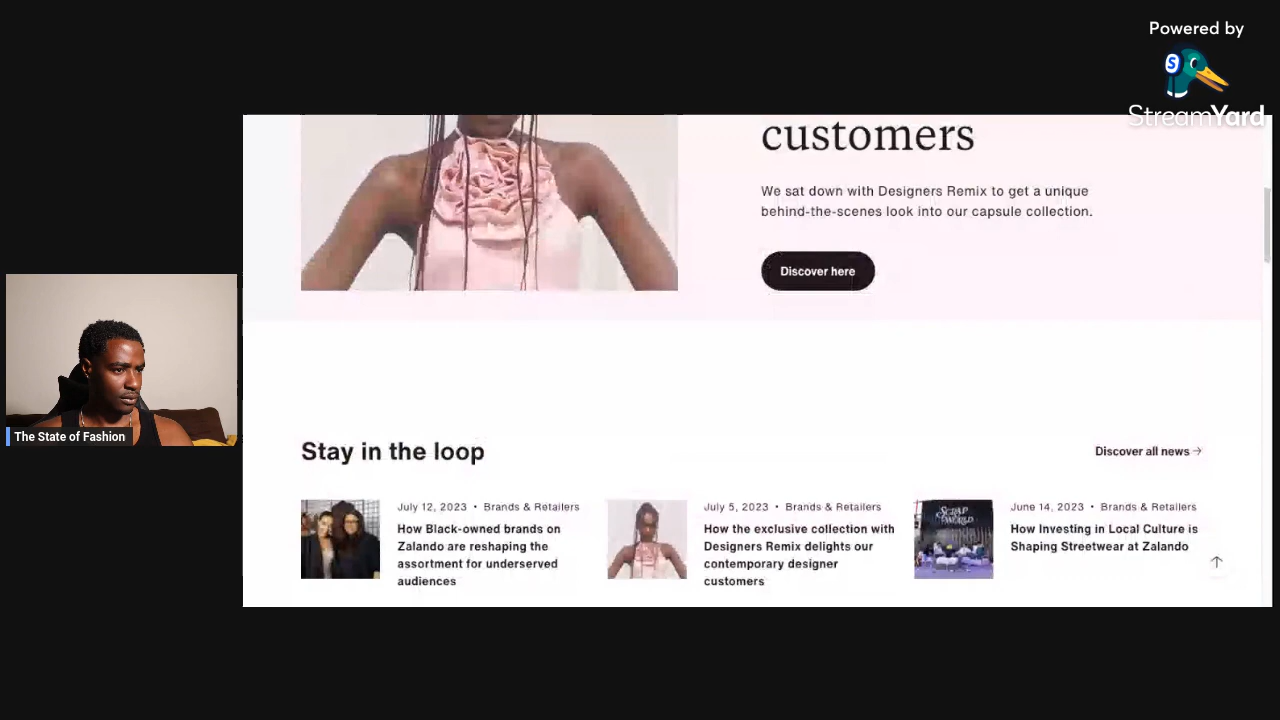 Powered by
S
StreamYard
customers
We sat down with Designers Remix to get a unique
behind-the-scenes look into our capsule collection.
Discover here
The State of Fashion
Stay in the loop
Discover all news →
July 12, 2023 • Brands & Retailers
How Black-owned brands on
Zalando are reshaping the
assortment for underserved
audiences
July 5, 2023 • Brands & Retailers
How the exclusive collection with
Designers Remix delights our
contemporary designer
customers
SCRAP
WORLD
June 14, 2023 • Brands & Retailers
How Investing in Local Culture is
Shaping Streetwear at Zalando